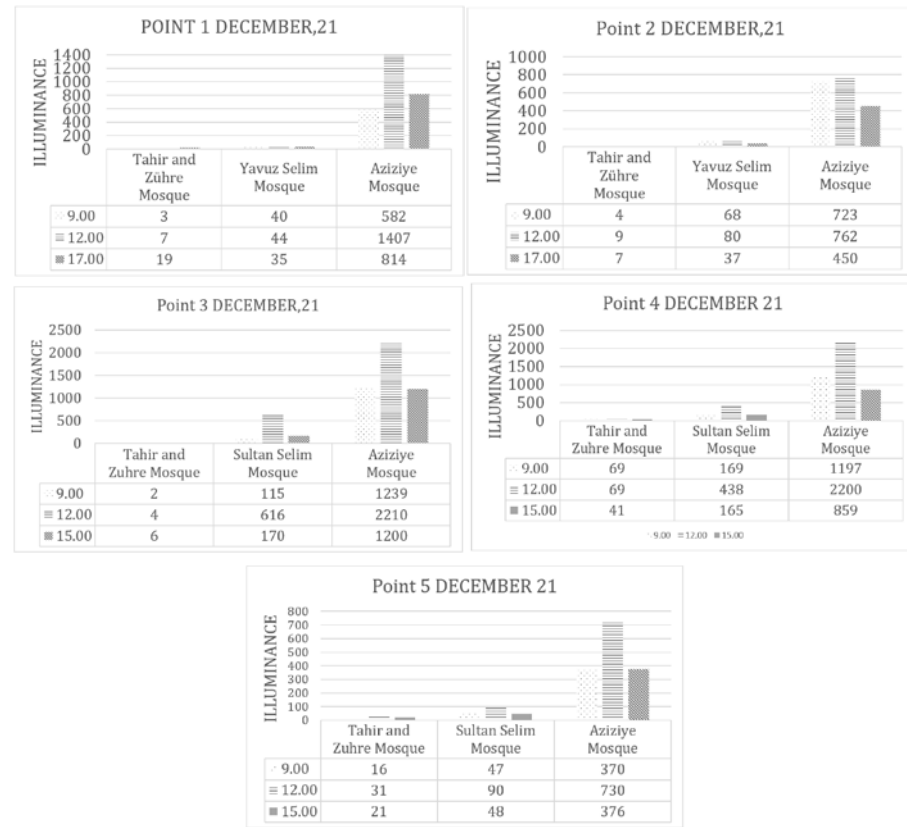 POINT 1 DECEMBER,21
ILLUMINANCE
1400
1200
1000
800
600
400
200
0
Tahir and Zühre Mosque Yavuz Selim Mosque Aziziye Mosque
9.00 3 40 582
12.00 7 44 1407
17.00 19 35 814
Point 2 DECEMBER,21
ILLUMINANCE
1000
800
600
400
200
0
Tahir and Zühre Mosque Yavuz Selim Mosque Aziziye Mosque
9.00 4 68 723
12.00 9 80 762
17.00 7 37 450
Point 3 DECEMBER,21
ILLUMINANCE
2500
2000
1500
1000
500
0
Tahir and Zuhre Mosque Sultan Selim Mosque Aziziye Mosque
9.00 2 115 1239
12.00 4 616 2210
15.00 6 170 1200
Point 4 DECEMBER 21
ILLUMINANCE
2500
2000
1500
1000
500
0
Tahir and Zuhre Mosque Sultan Selim Mosque Aziziye Mosque
9.00 69 169 1197
12.00 69 438 2200
15.00 41 165 859
9.00 12.00 15.00
Point 5 DECEMBER 21
ILLUMINANCE
800
700
600
500
400
300
200
100
0
Tahir and Zuhre Mosque Sultan Selim Mosque Aziziye Mosque
9.00 16 47 370
12.00 31 90 730
15.00 21 48 376